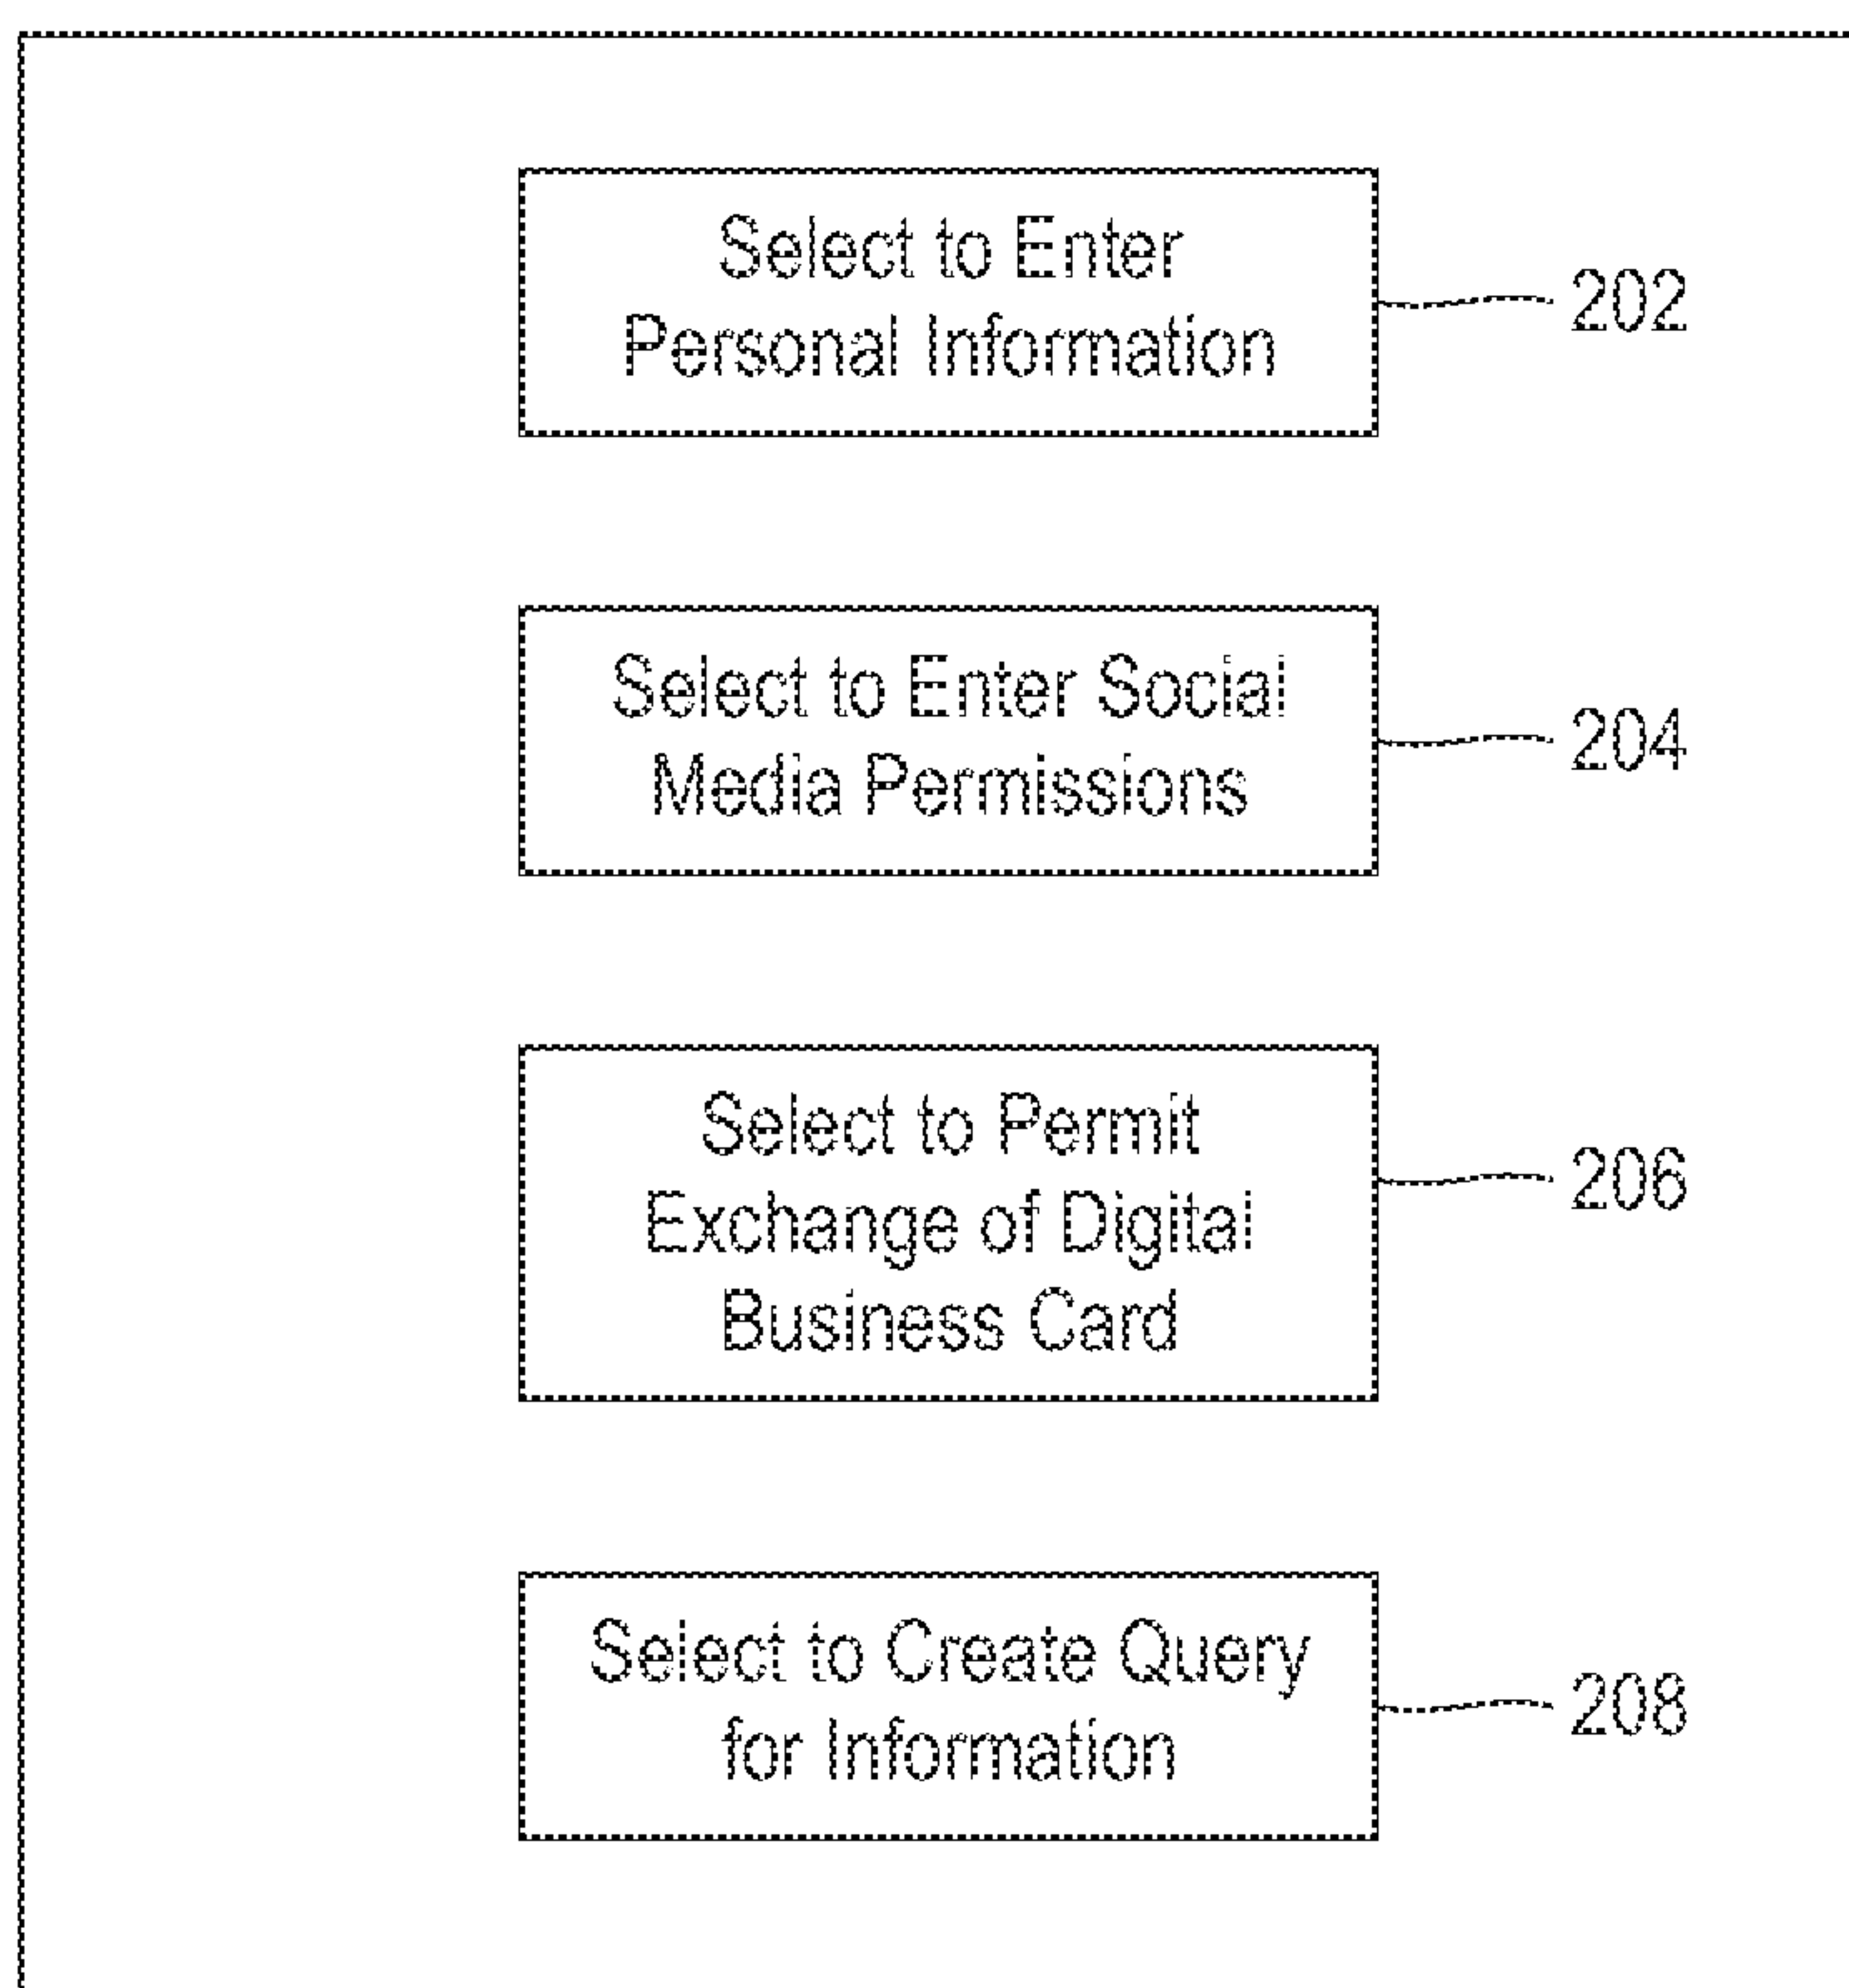 Select to Enter
Personal Information
202
Select to Enter Social
Media Permissions
204
Select to Permit
Exchange of Digital
Business Card
206
Select to Create Query
for Information
208